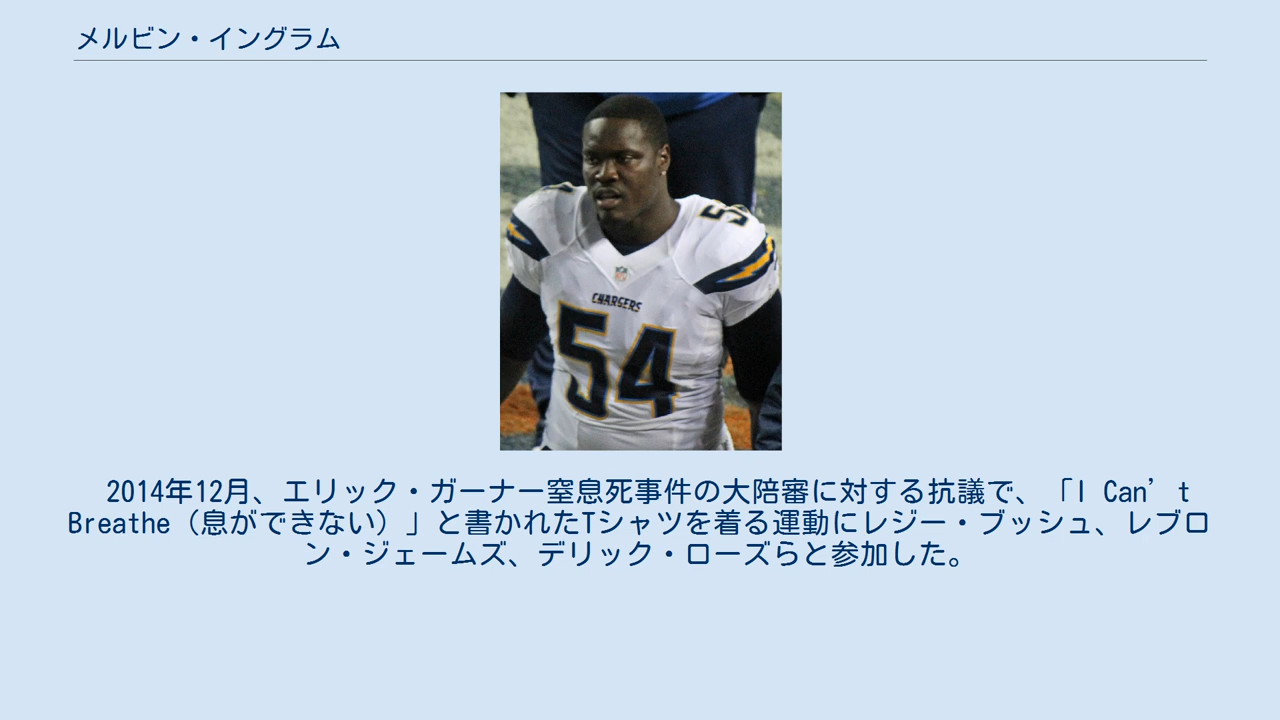 メルビン・イングラム
5
CHARGERS
54
2014年12月、エリック・ガーナー窒息死事件の大陪審に対する抗議で、「I Can’t
Breathe（息ができない）」と書かれたTシャツを着る運動にレジー・ブッシュ、レブロ
ン・ジェームズ、デリック・ローズらと参加した。